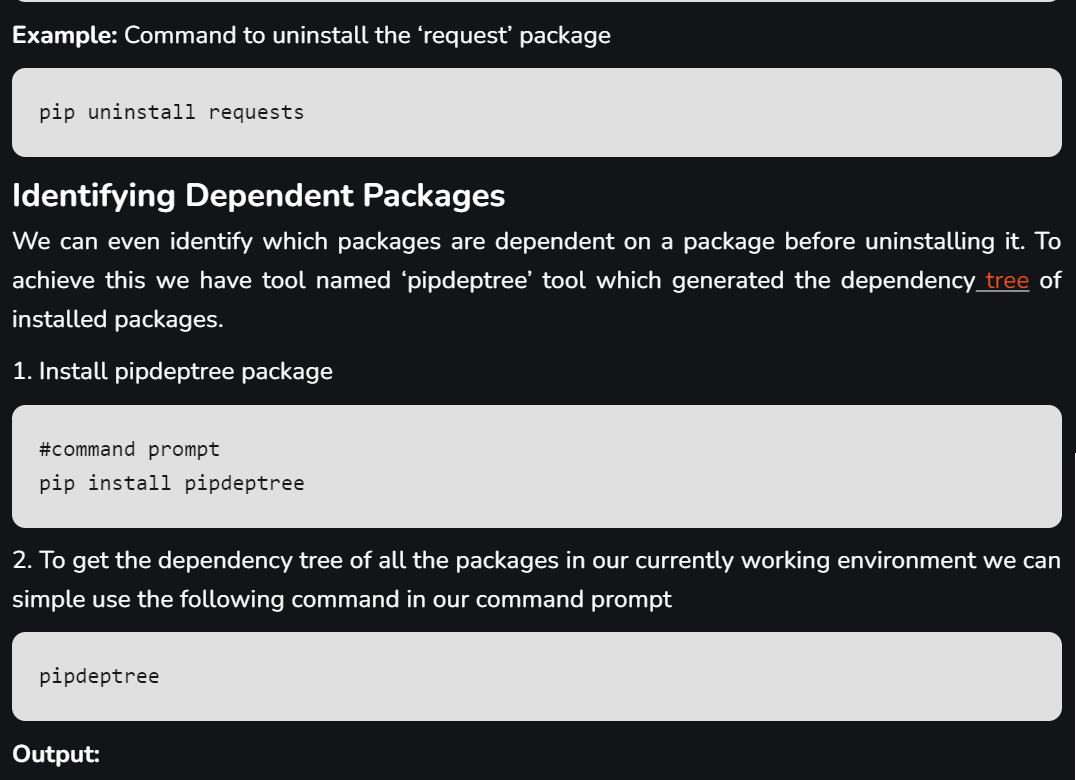 Example: Command to uninstall the ‘request’ package
pip uninstall requests
Identifying Dependent Packages
We can even identify which packages are dependent on a package before uninstalling it. To
achieve this we have tool named ‘pipdeptree’ tool which generated the dependency tree of
installed packages.
1. Install pipdeptree package
#command prompt
pip install pipdeptree
2. To get the dependency tree of all the packages in our currently working environment we can
simple use the following command in our command prompt
pipdeptree
Output: